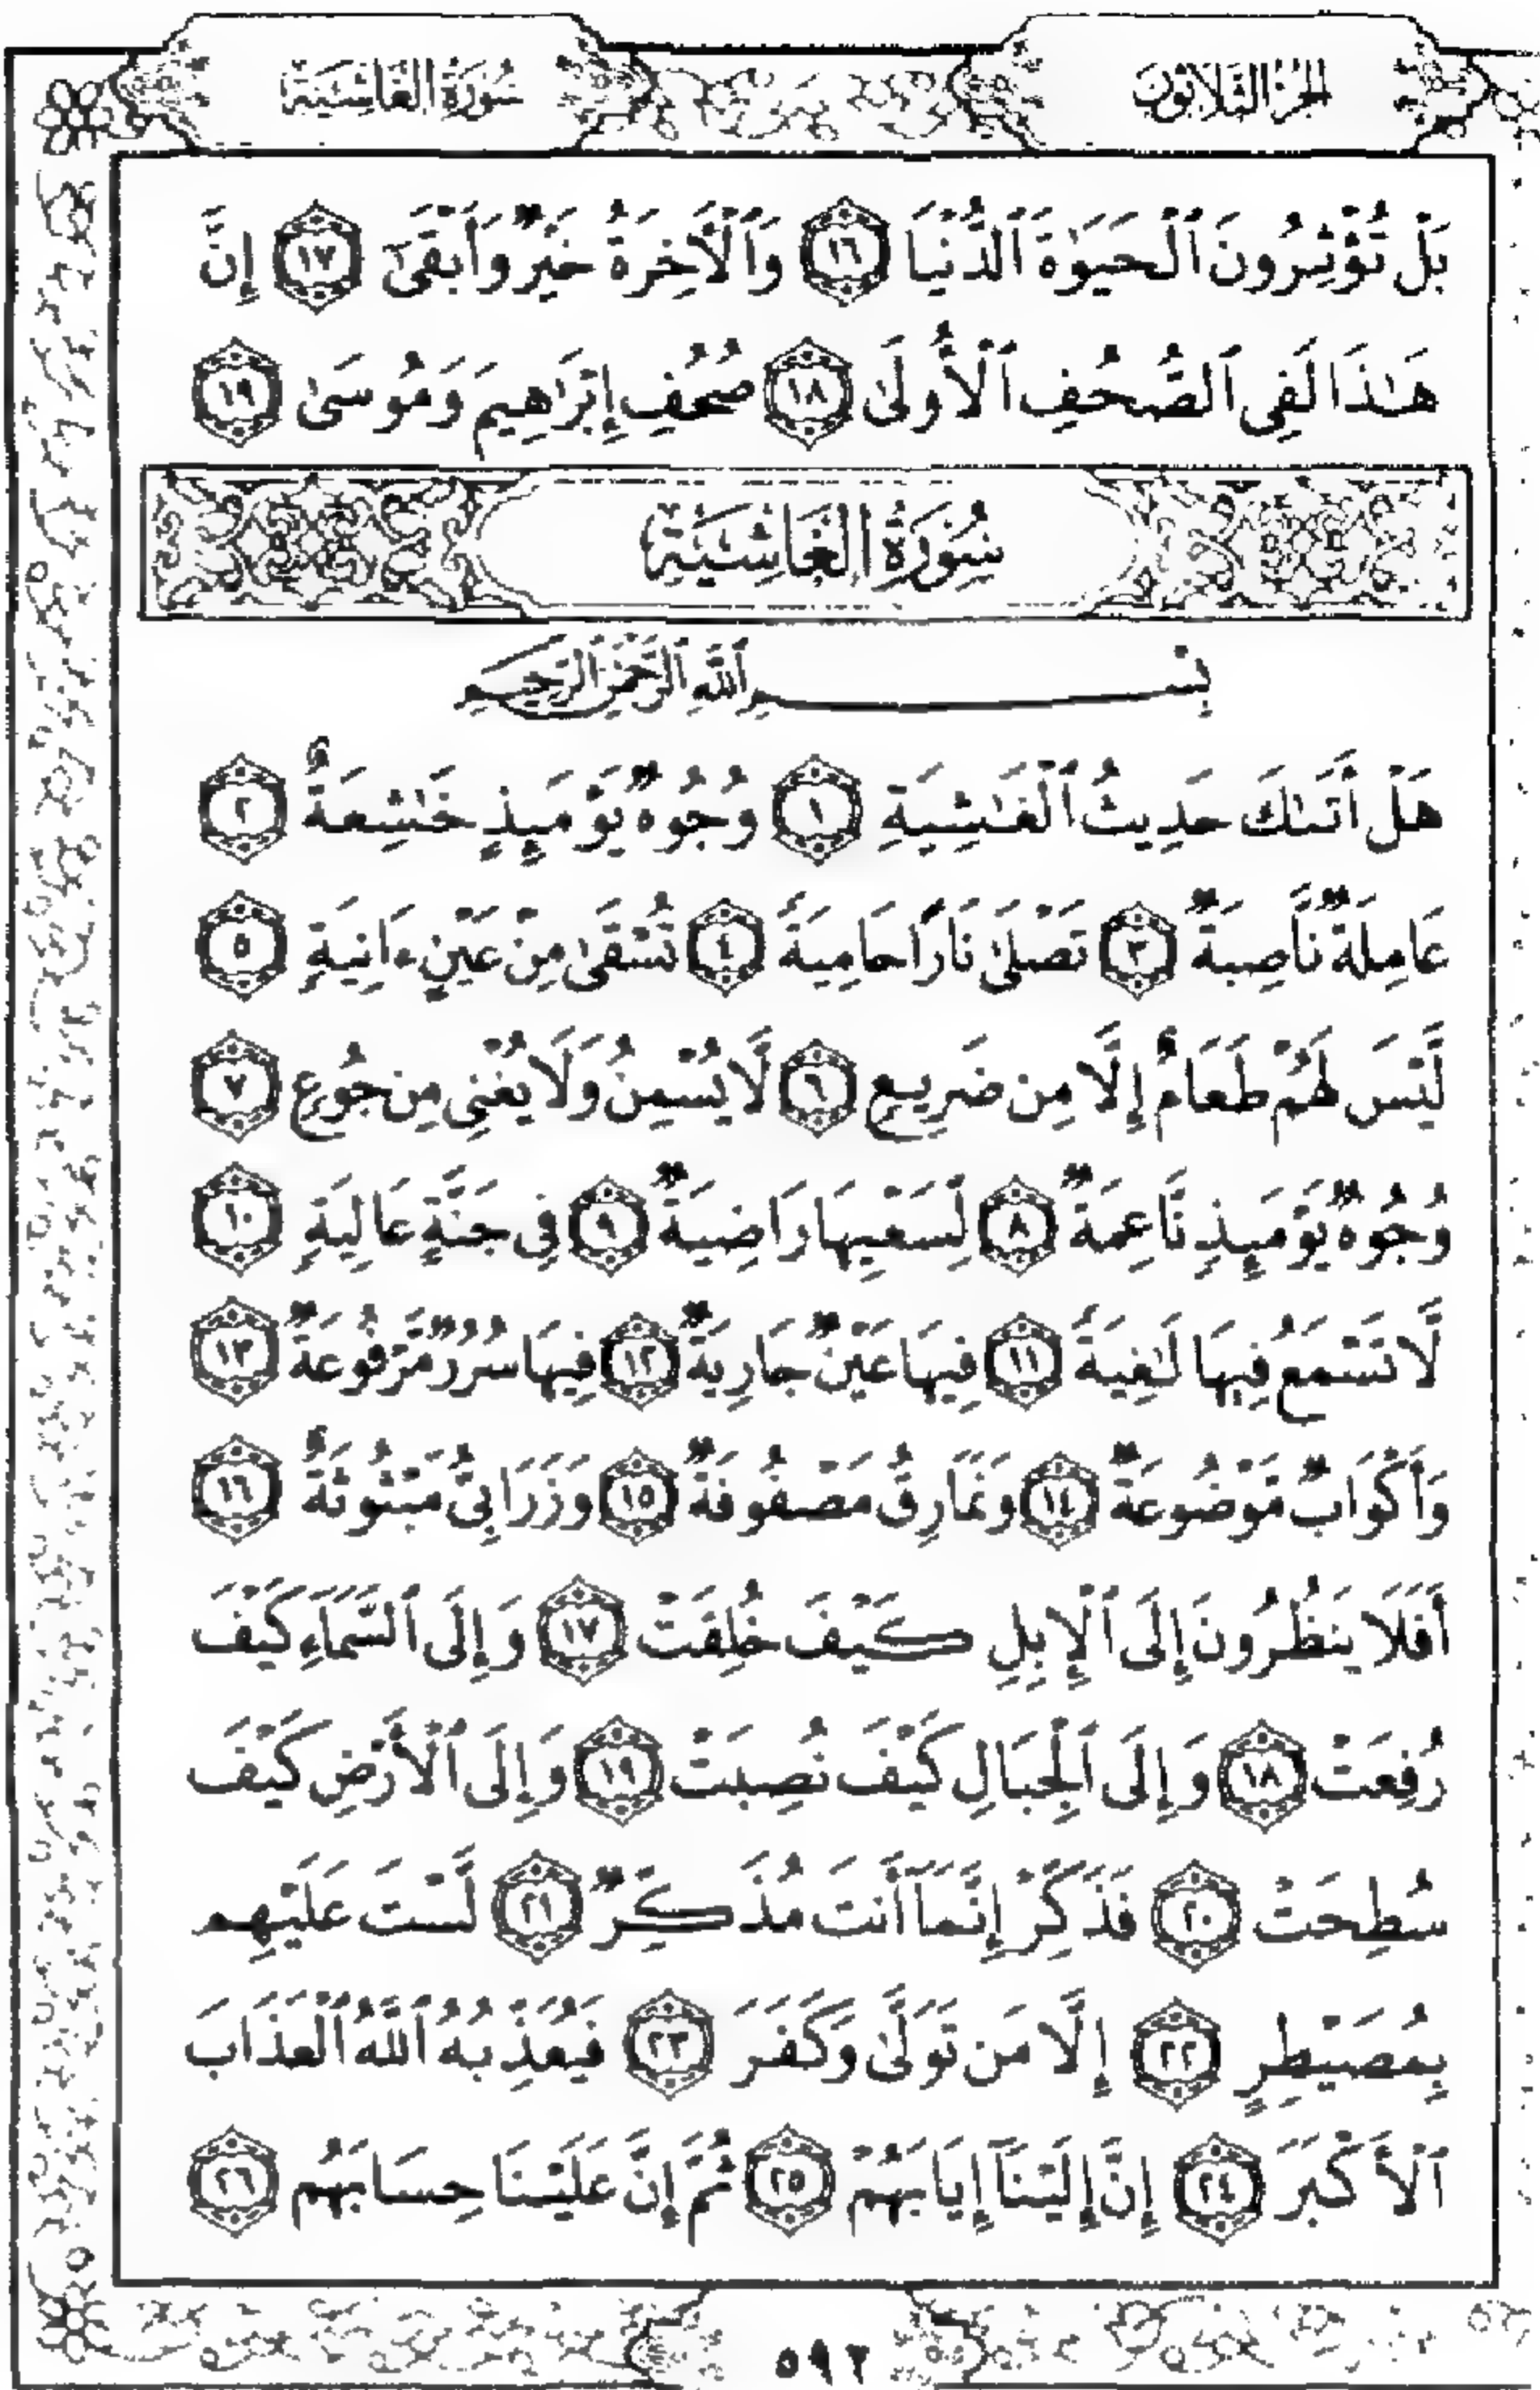 الجزء الثلاثون
سورة الغاشية
بَلْ تُؤْثِرُونَ ٱلْحَيَوٰةَ ٱلدُّنْيَا ١٦ وَٱلْأَخِرَةُ خَيْرٌ وَأَبْقَىٰٓ ١٧ إِنَّ
هَـٰذَا لَفِى ٱلصُّحُفِ ٱلْأُولَىٰ ١٨ صُحُفِ إِبْرَٰهِيمَ وَمُوسَىٰ ١٩
سُورَةُ الغَاشِيَةِ
بِسْمِ ٱللَّهِ ٱلرَّحْمَٰنِ ٱلرَّحِيمِ
هَلْ أَتَىٰكَ حَدِيثُ ٱلْغَـٰشِيَةِ ١ وُجُوهٌ يَوْمَئِذٍ خَـٰشِعَةٌ ٢
عَامِلَةٌ نَّاصِبَةٌ ٣ تَصْلَىٰ نَارًا حَامِيَةً ٤ تُسْقَىٰ مِنْ عَيْنٍ ءَانِيَةٍ ٥
لَّيْسَ لَهُمْ طَعَامٌ إِلَّا مِن ضَرِيعٍ ٦ لَّا يُسْمِنُ وَلَا يُغْنِى مِن جُوعٍ ٧
وُجُوهٌ يَوْمَئِذٍ نَّاعِمَةٌ ٨ لِّسَعْيِهَا رَاضِيَةٌ ٩ فِى جَنَّةٍ عَالِيَةٍ ١٠
لَّا تَسْمَعُ فِيهَا لَـٰغِيَةً ١١ فِيهَا عَيْنٌ جَارِيَةٌ ١٢ فِيهَا سُرُرٌ مَّرْفُوعَةٌ ١٣
وَأَكْوَابٌ مَّوْضُوعَةٌ ١٤ وَنَمَارِقُ مَصْفُوفَةٌ ١٥ وَزَرَابِىُّ مَبْثُوثَةٌ ١٦
أَفَلَا يَنظُرُونَ إِلَى ٱلْإِبِلِ كَيْفَ خُلِقَتْ ١٧ وَإِلَى ٱلسَّمَآءِ كَيْفَ
رُفِعَتْ ١٨ وَإِلَى ٱلْجِبَالِ كَيْفَ نُصِبَتْ ١٩ وَإِلَى ٱلْأَرْضِ كَيْفَ
سُطِحَتْ ٢٠ فَذَكِّرْ إِنَّمَآ أَنتَ مُذَكِّرٌ ٢١ لَّسْتَ عَلَيْهِم
بِمُصَيْطِرٍ ٢٢ إِلَّا مَن تَوَلَّىٰ وَكَفَرَ ٢٣ فَيُعَذِّبُهُ ٱللَّهُ ٱلْعَذَابَ
ٱلْأَكْبَرَ ٢٤ إِنَّ إِلَيْنَآ إِيَابَهُمْ ٢٥ ثُمَّ إِنَّ عَلَيْنَا حِسَابَهُم ٢٦
٥٩٢